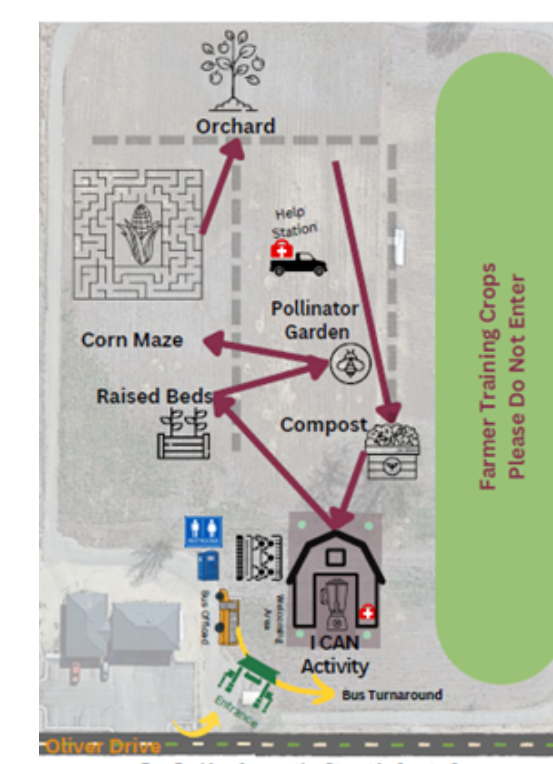 Orchard
Help
Station
Pollinator
Garden
Corn Maze
Raised Beds
Compost
Farmer Training Crops
Please Do Not Enter
RESTROOMS
Bus Offload
Welcoming
Area
I CAN
Activity
Bus Turnaround
Entrance
Oliver Drive